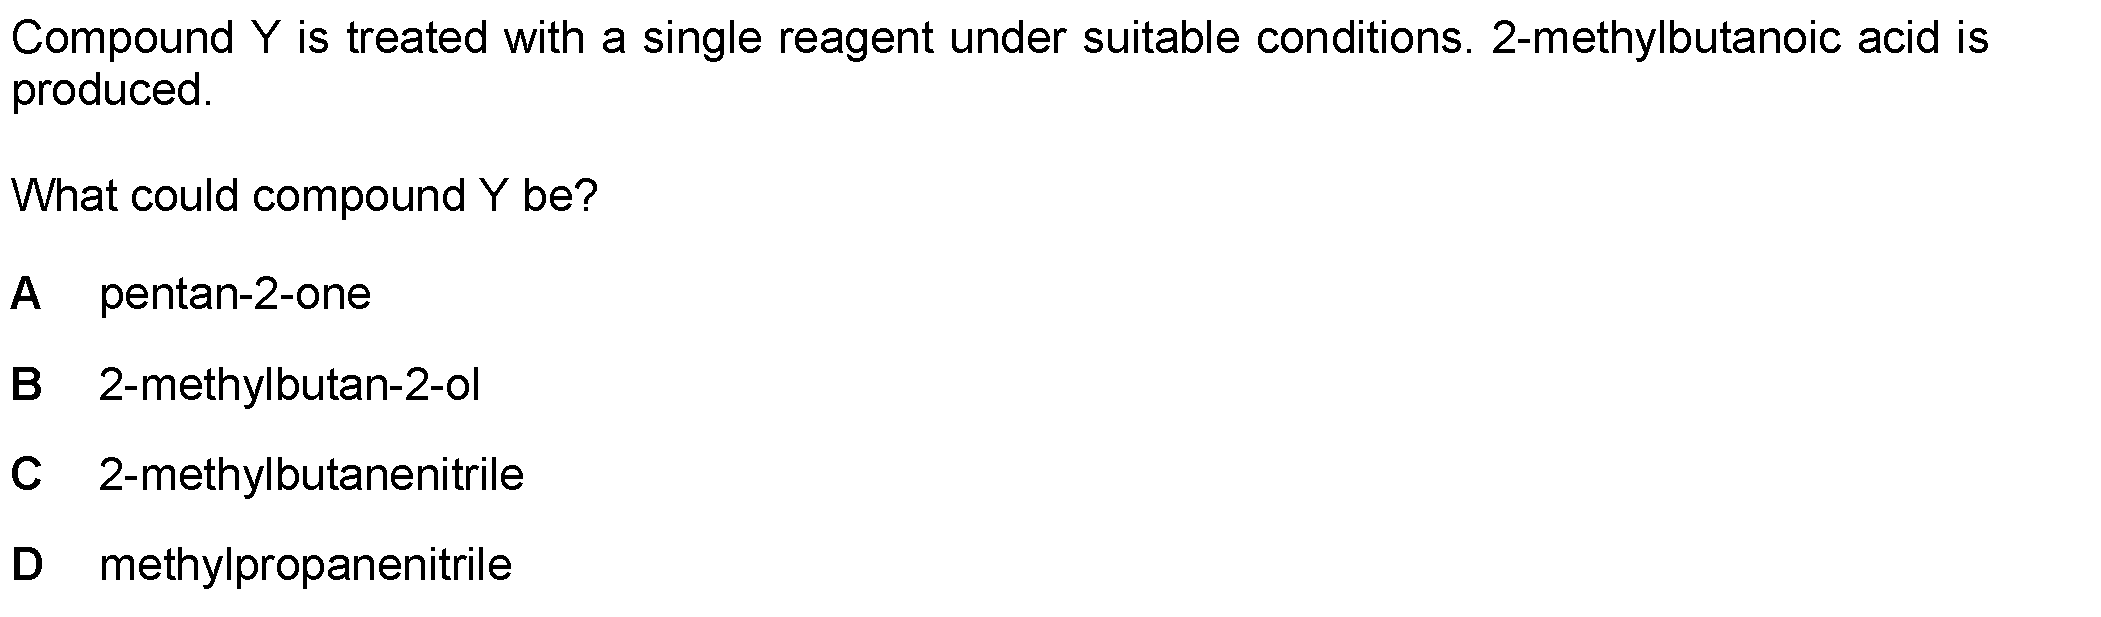 Compound Y is treated with a single reagent under suitable conditions. 2-methylbutanoic acid is
produced.
What could compound Y be?
A pentan-2-one
B 2-methylbutan-2-ol
C 2-methylbutanenitrile
D methylpropanenitrile